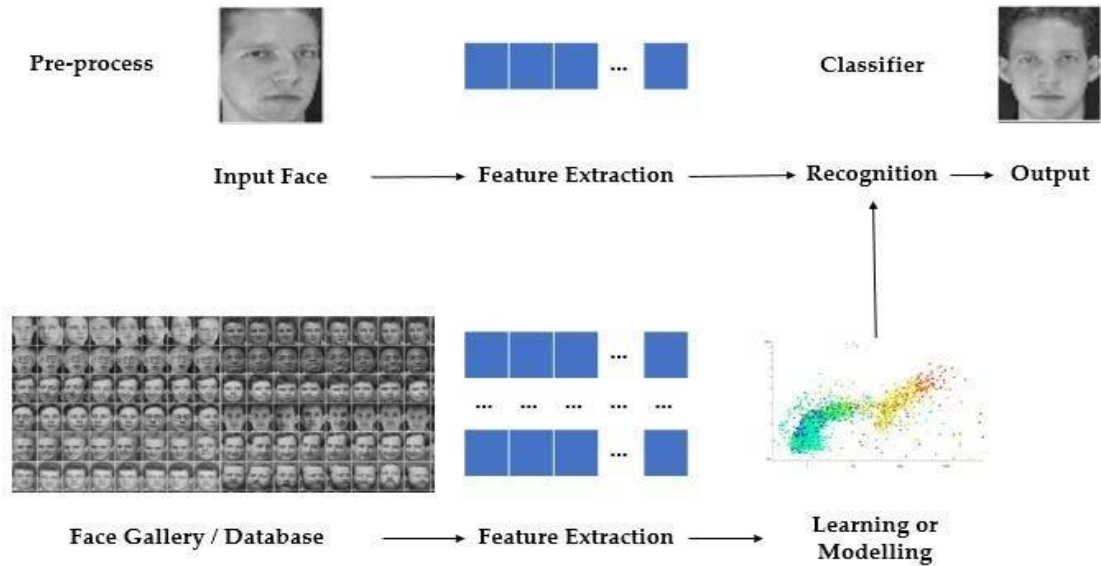 Pre-process
...
Classifier
Input Face
Feature Extraction
Recognition
Output
...
... ... ... ... ...
...
Face Gallery / Database
Feature Extraction
Learning or
Modelling